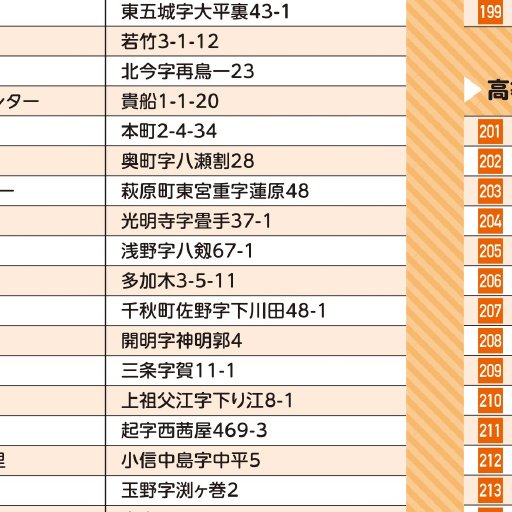 東五城字大平裏43-1
若竹3-1-12
北今字再鳥一23
ンター
貴船1-1-20
本町2-4-34
奥町字八瀬割28
ー
萩原町東宮重字蓮原48
光明寺字畳手37-1
浅野字八剱67-1
多加木3-5-11
千秋町佐野字下川田48-1
開明字神明郭4
三条字賀11-1
上祖父江字下り江8-1
起字西茜屋469-3
小信中島字中平5
玉野字渕ヶ巻2
199
高
201
202
203
204
205
206
207
208
209
210
211
212
213